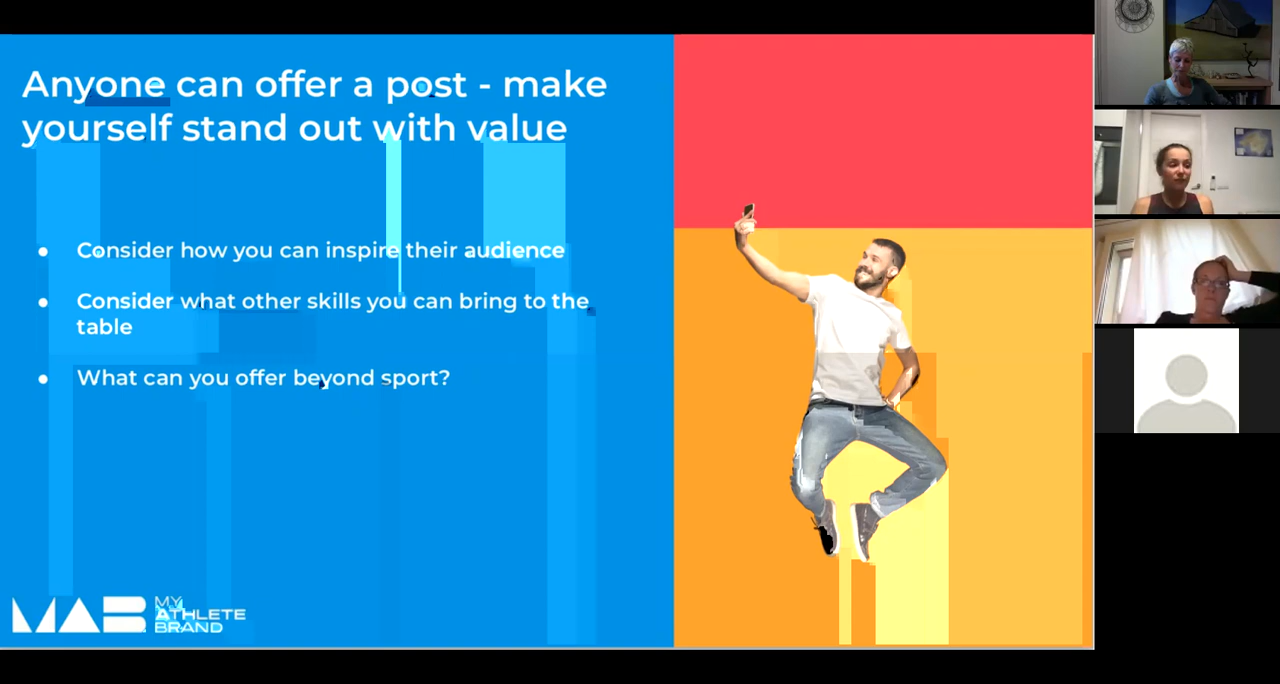 Anyone can offer a post - make
yourself stand out with value
● Consider how you can inspire their audience
● Consider what other skills you can bring to the
table
● What can you offer beyond sport?
MAB
MY
ATHLETE
BRAND